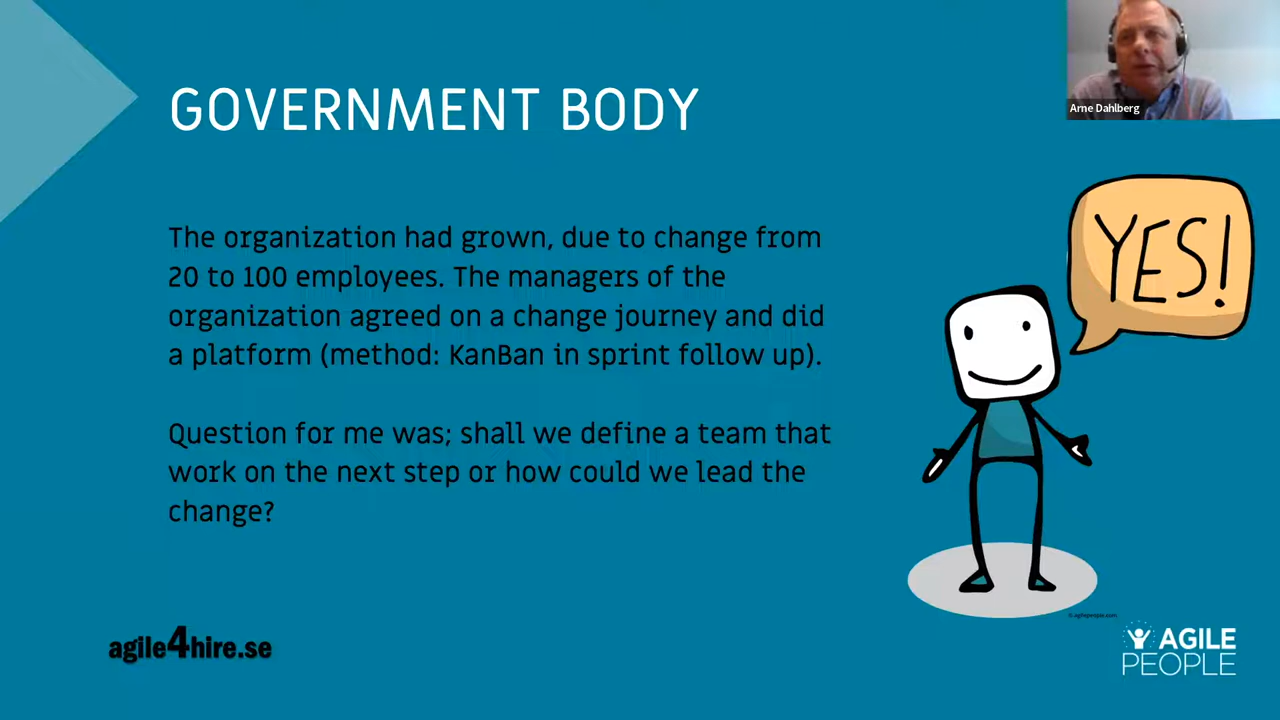 GOVERNMENT BODY
Arne Dahlberg
YES!
The organization had grown, due to change from
20 to 100 employees. The managers of the
organization agreed on a change journey and did
a platform (method: KanBan in sprint follow up).
Question for me was; shall we define a team that
work on the next step or how could we lead the
change?
© agilepeople.com
agile4hire.se
AGILE
PEOPLE